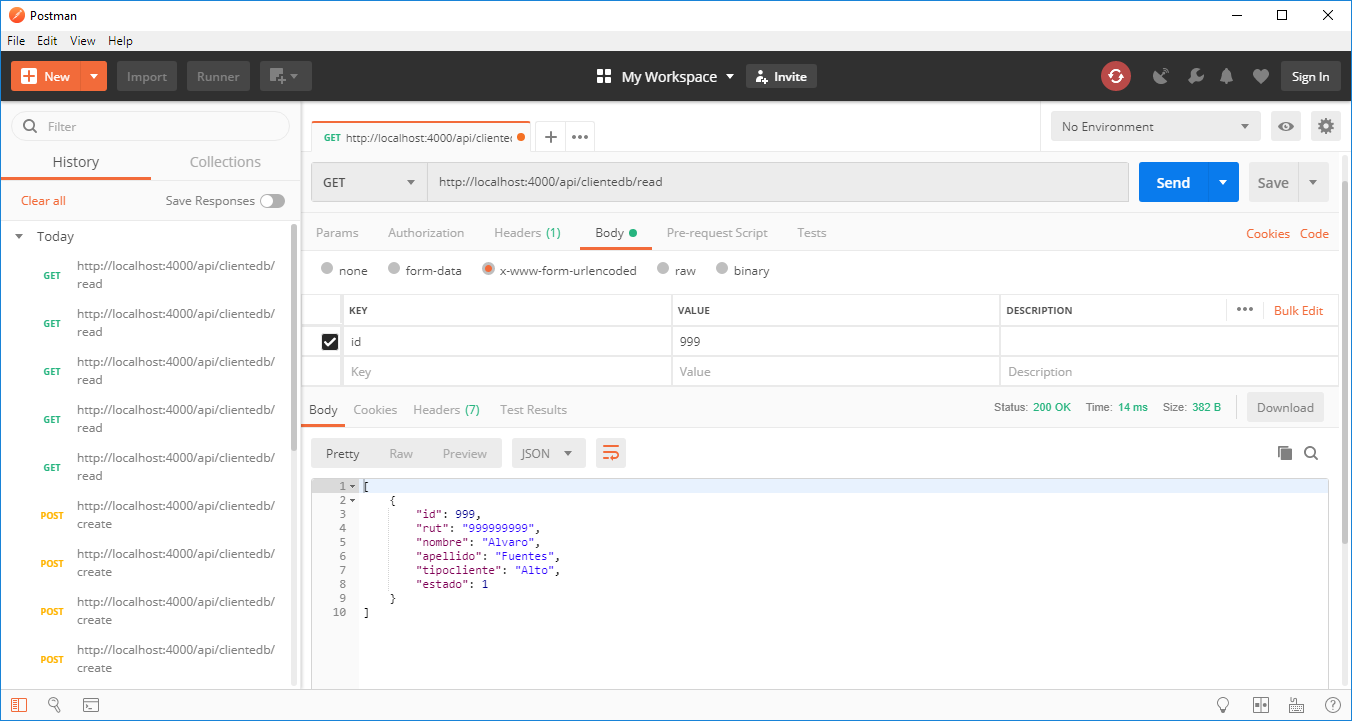 Postman
File Edit View Help
New Import Runner My Workspace Invite Sign In
Filter
History Collections
Clear all Save Responses
Today
GET http://localhost:4000/api/clientedb/
read
GET http://localhost:4000/api/clientedb/
read
GET http://localhost:4000/api/clientedb/
read
GET http://localhost:4000/api/clientedb/
read
GET http://localhost:4000/api/clientedb/
read
POST http://localhost:4000/api/clientedb/
create
POST http://localhost:4000/api/clientedb/
create
POST http://localhost:4000/api/clientedb/
create
POST http://localhost:4000/api/clientedb/
create
GET http://localhost:4000/api/cliented
No Environment
GET http://localhost:4000/api/clientedb/read Send Save
Params Authorization Headers (1) Body Pre-request Script Tests Cookies Code
none form-data x-www-form-urlencoded raw binary
KEY VALUE DESCRIPTION ••• Bulk Edit
id 999
Key Value Description
Body Cookies Headers (7) Test Results Status: 200 OK Time: 14 ms Size: 382 B Download
Pretty Raw Preview JSON
1 [
2 {
3 "id": 999,
4 "rut": "999999999",
5 "nombre": "Alvaro",
6 "apellido": "Fuentes",
7 "tipocliente": "Alto",
8 "estado": 1
9 }
10 ]